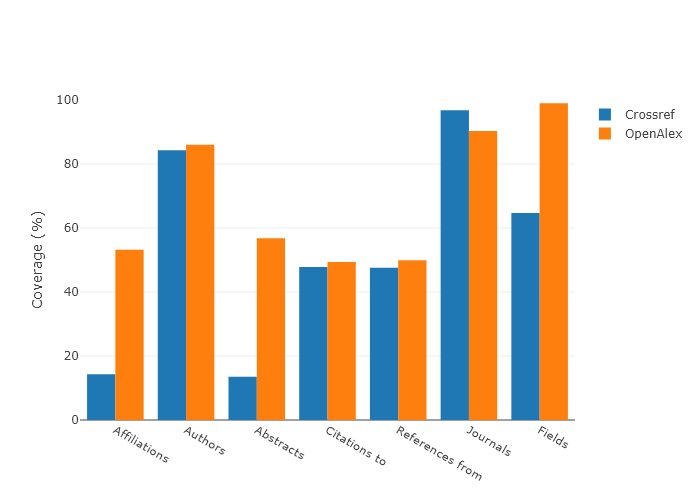 100
80
60
40
20
0
Coverage (%)
Affiliations
Authors
Abstracts
Citations to
References from
Journals
Fields
Crossref
OpenAlex